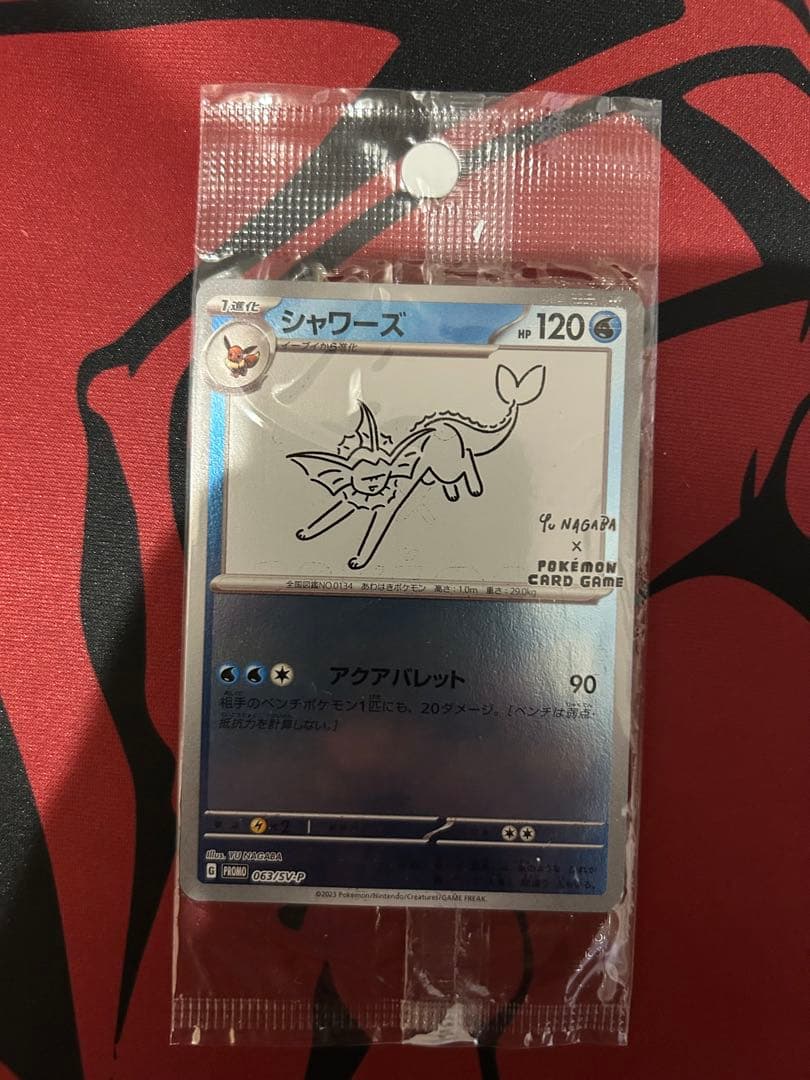 1進化
シャワーズ
HP 120
イーブイから進化
YU NAGABA
×
POKÉMON
CARD GAME
全国図鑑NO.0134 あわはきポケモン 高さ:1.0m 重さ:29.0kg
アクアバレット 90
相手のベンチポケモン1匹にも、20ダメージ。[ベンチは弱点・
抵抗力を計算しない。]
×2
Illus. YU NAGABA
G PROMO 063/SV-P
©2023 Pokémon/Nintendo/Creatures/GAME FREAK.